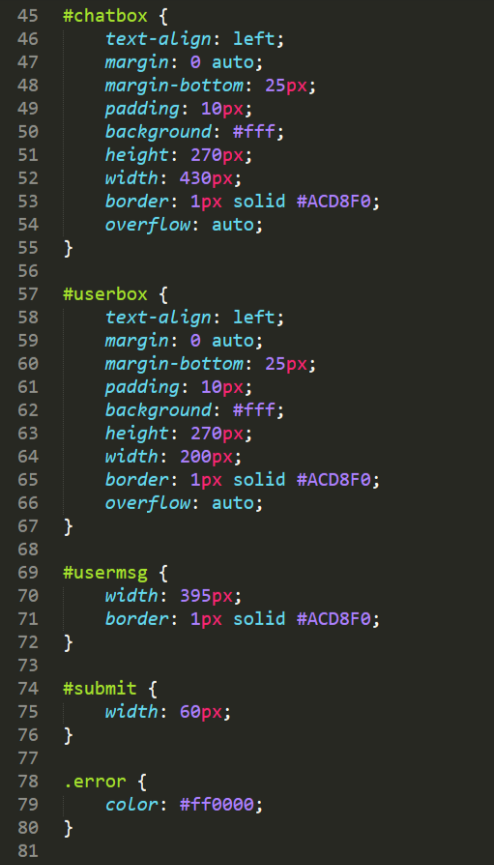 45 #chatbox {
46     text-align: left;
47     margin: 0 auto;
48     margin-bottom: 25px;
49     padding: 10px;
50     background: #fff;
51     height: 270px;
52     width: 430px;
53     border: 1px solid #ACD8F0;
54     overflow: auto;
55 }
56
57 #userbox {
58     text-align: left;
59     margin: 0 auto;
60     margin-bottom: 25px;
61     padding: 10px;
62     background: #fff;
63     height: 270px;
64     width: 200px;
65     border: 1px solid #ACD8F0;
66     overflow: auto;
67 }
68
69 #usermsg {
70     width: 395px;
71     border: 1px solid #ACD8F0;
72 }
73
74 #submit {
75     width: 60px;
76 }
77
78 .error {
79     color: #ff0000;
80 }
81